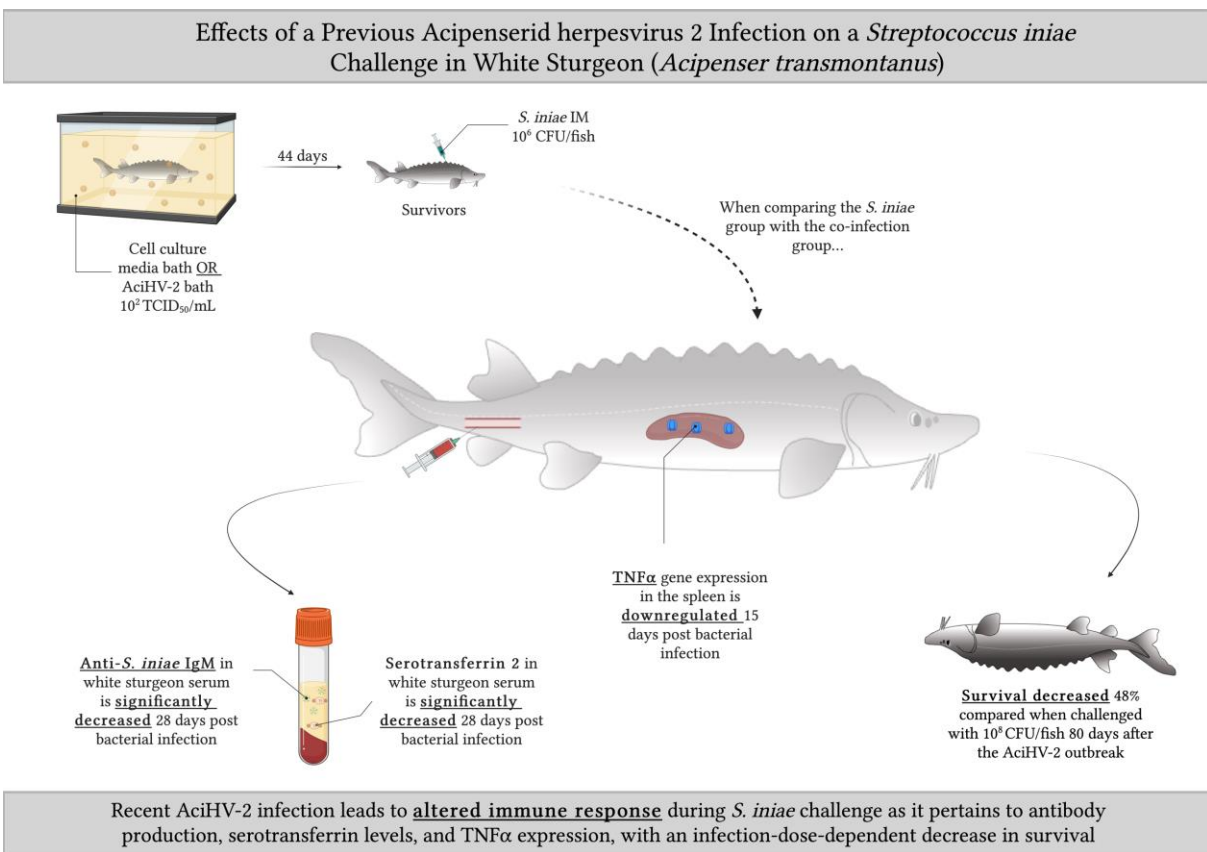 Effects of a Previous Acipenserid herpesvirus 2 Infection on a Streptococcus iniae
Challenge in White Sturgeon (Acipenser transmontanus)
S. iniae IM
10⁶ CFU/fish
44 days
Survivors
Cell culture
media bath OR
AciHV-2 bath
10² TCID₅₀/mL
When comparing the S. iniae
group with the co-infection
group...
Anti-S. iniae IgM in
white sturgeon serum
is significantly
decreased 28 days post
bacterial infection
Serotransferrin 2 in
white sturgeon serum
is significantly
decreased 28 days post
bacterial infection
TNFα gene expression
in the spleen is
downregulated 15
days post bacterial
infection
Survival decreased 48%
compared when challenged
with 10⁸ CFU/fish 80 days after
the AciHV-2 outbreak
Recent AciHV-2 infection leads to altered immune response during S. iniae challenge as it pertains to antibody
production, serotransferrin levels, and TNFα expression, with an infection-dose-dependent decrease in survival